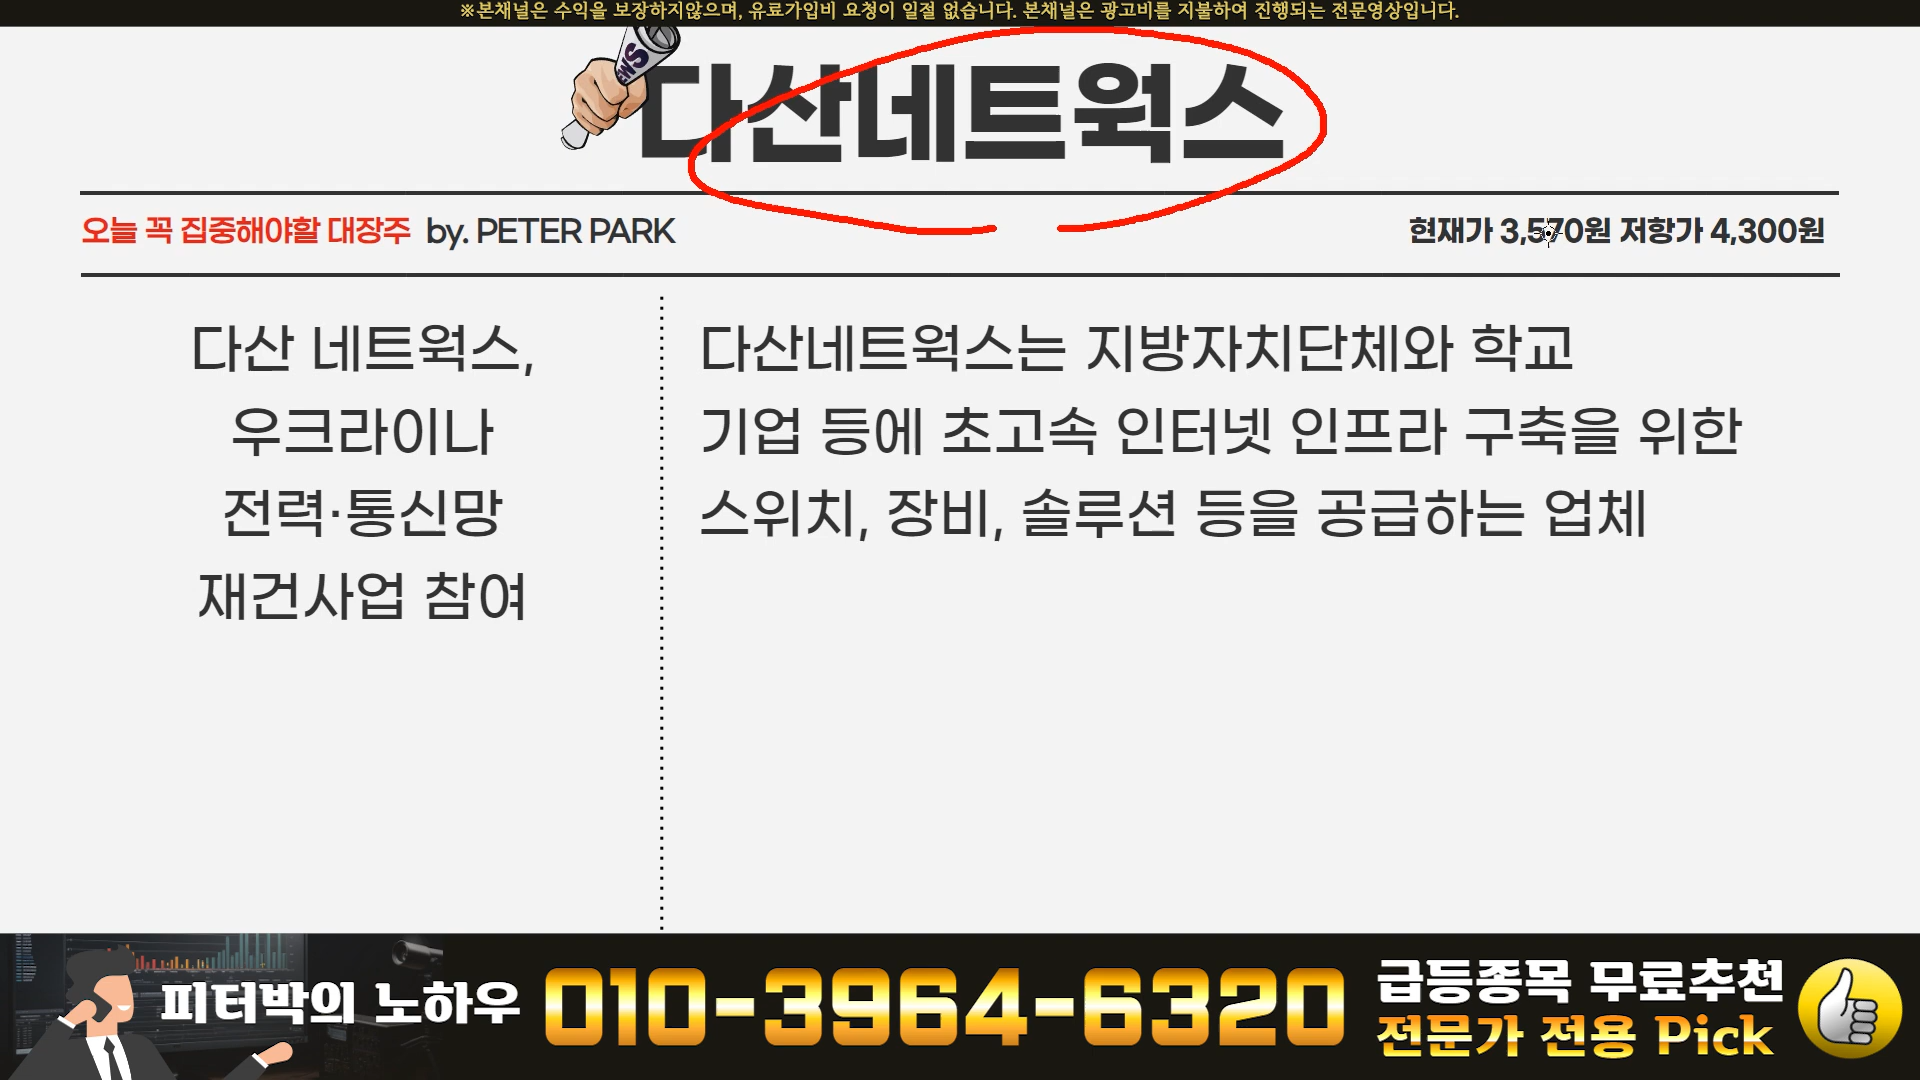 ※본채널은 수익을 보장하지않으며, 유료가입비 요청이 일절 없습니다. 본채널은 광고비를 지불하여 진행되는 전문영상입니다.
NEWS
다산네트웍스
오늘 꼭 집중해야할 대장주 by. PETER PARK
현재가 3,570원 저항가 4,300원
다산 네트웍스,
우크라이나
전력·통신망
재건사업 참여
다산네트웍스는 지방자치단체와 학교
기업 등에 초고속 인터넷 인프라 구축을 위한
스위치, 장비, 솔루션 등을 공급하는 업체
피터박의 노하우
010-3964-6320
급등종목 무료추천
전문가 전용 Pick